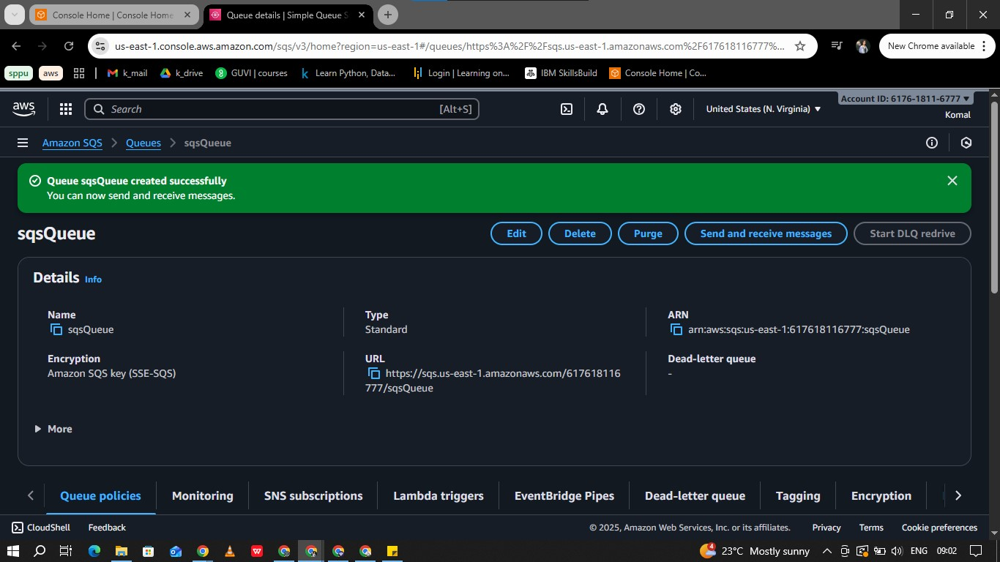 Console Home | Console Home
Queue details | Simple Queue S
us-east-1.console.aws.amazon.com/sqs/v3/home?region=us-east-1#/queues/https%3A%2F%2Fsqs.us-east-1.amazonaws.com%2F617618116777%...
New Chrome available
sppu
aws
k_mail
k_drive
GUVI | courses
Learn Python, Data...
Login | Learning on...
IBM SkillsBuild
Console Home | Co...
aws
Search
[Alt+S]
United States (N. Virginia)
Account ID: 6176-1811-6777
Komal
Amazon SQS
Queues
sqsQueue
Queue sqsQueue created successfully
You can now send and receive messages.
sqsQueue
Edit
Delete
Purge
Send and receive messages
Start DLQ redrive
Details Info
Name
sqsQueue
Type
Standard
ARN
arn:aws:sqs:us-east-1:617618116777:sqsQueue
Encryption
Amazon SQS key (SSE-SQS)
URL
https://sqs.us-east-1.amazonaws.com/617618116
777/sqsQueue
Dead-letter queue
-
More
Queue policies
Monitoring
SNS subscriptions
Lambda triggers
EventBridge Pipes
Dead-letter queue
Tagging
Encryption
CloudShell
Feedback
© 2025, Amazon Web Services, Inc. or its affiliates.
Privacy
Terms
Cookie preferences
4
23°C Mostly sunny
ENG
09:02